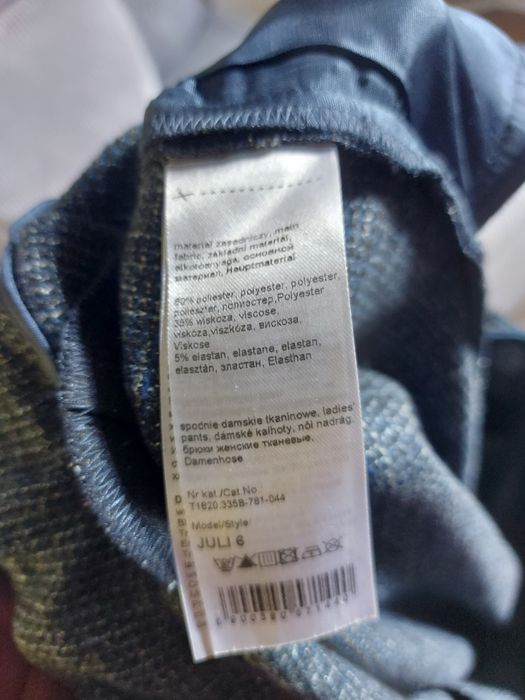 materiał zasadniczy, main
fabric, základní materiál,
alkotóanyaga, основной
материал, Hauptmaterial
60% poliester, polyester, polyester,
poliészter, полиэстер,Polyester
35% wiskoza, viscose,
viskóza,viszkóza, вискоза,
Viskose
5% elastan, elastane, elastan,
elasztán, эластан, Elasthan
spodnie damskie tkaninowe, ladies'
pants, dámské kalhoty, női nadrág,
брюки женские тканевые,
Damenhose
Nr kat./Cat.No.
T1820.335B-781-044
Model/Style
JULI 6